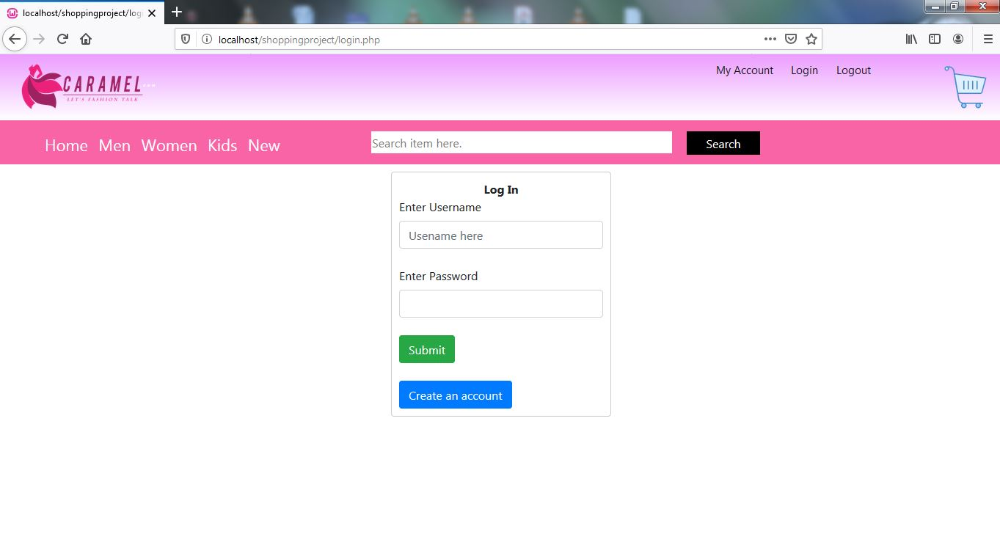 localhost/shoppingproject/logi
localhost/shoppingproject/login.php
CARAMEL
LET'S FASHION TALK
My Account Login Logout
Home Men Women Kids New
Search item here.
Search
Log In
Enter Username
Usename here
Enter Password
Submit
Create an account